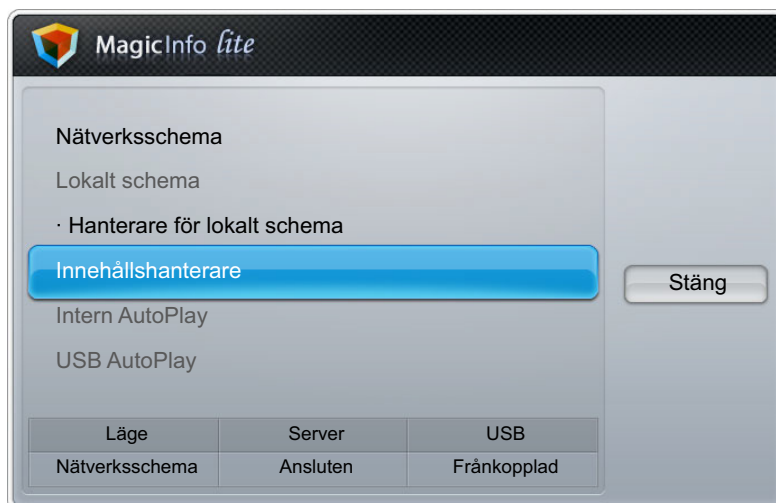 MagicInfo lite
Nätverksschema
Lokalt schema
· Hanterare för lokalt schema
Innehållshanterare
Intern AutoPlay
USB AutoPlay
Stäng
Läge Server USB
Nätverksschema Ansluten Frånkopplad